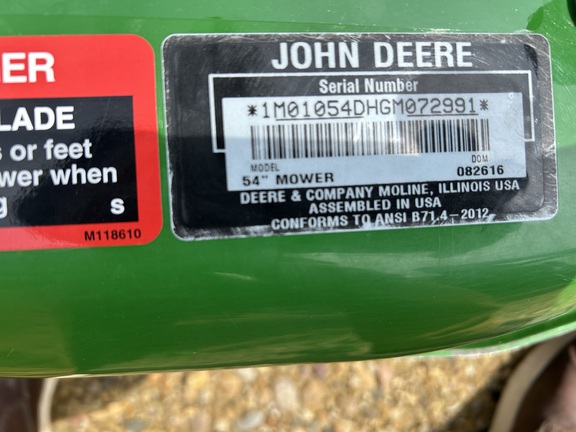 ER
LADE
s or feet
wer when
g
s
M118610
JOHN DEERE
Serial Number
*1M01054DHGM072991*
MODEL DOM
54" MOWER 082616
DEERE & COMPANY MOLINE, ILLINOIS USA
ASSEMBLED IN USA
CONFORMS TO ANSI B71.4-2012